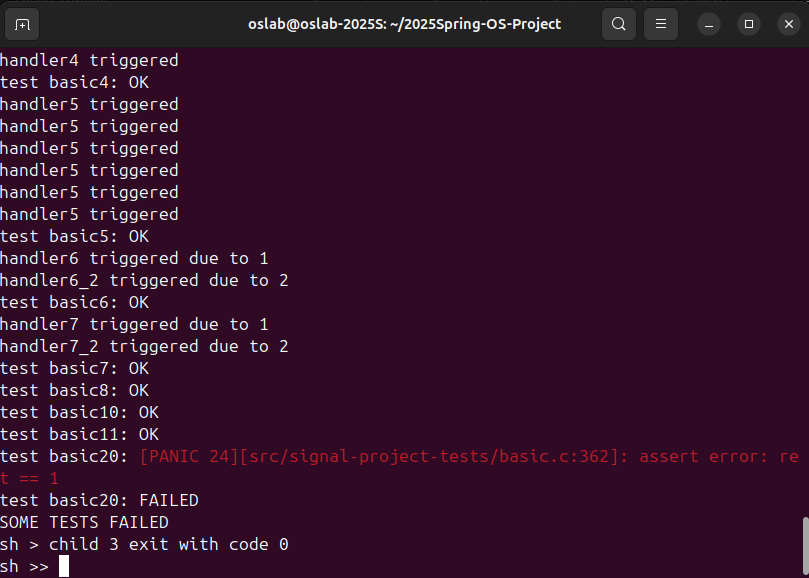 oslab@oslab-2025S: ~/2025Spring-OS-Project
handler4 triggered
test basic4: OK
handler5 triggered
handler5 triggered
handler5 triggered
handler5 triggered
handler5 triggered
handler5 triggered
test basic5: OK
handler6 triggered due to 1
handler6_2 triggered due to 2
test basic6: OK
handler7 triggered due to 1
handler7_2 triggered due to 2
test basic7: OK
test basic8: OK
test basic10: OK
test basic11: OK
test basic20: [PANIC 24][src/signal-project-tests/basic.c:362]: assert error: re
t == 1
test basic20: FAILED
SOME TESTS FAILED
sh > child 3 exit with code 0
sh >>